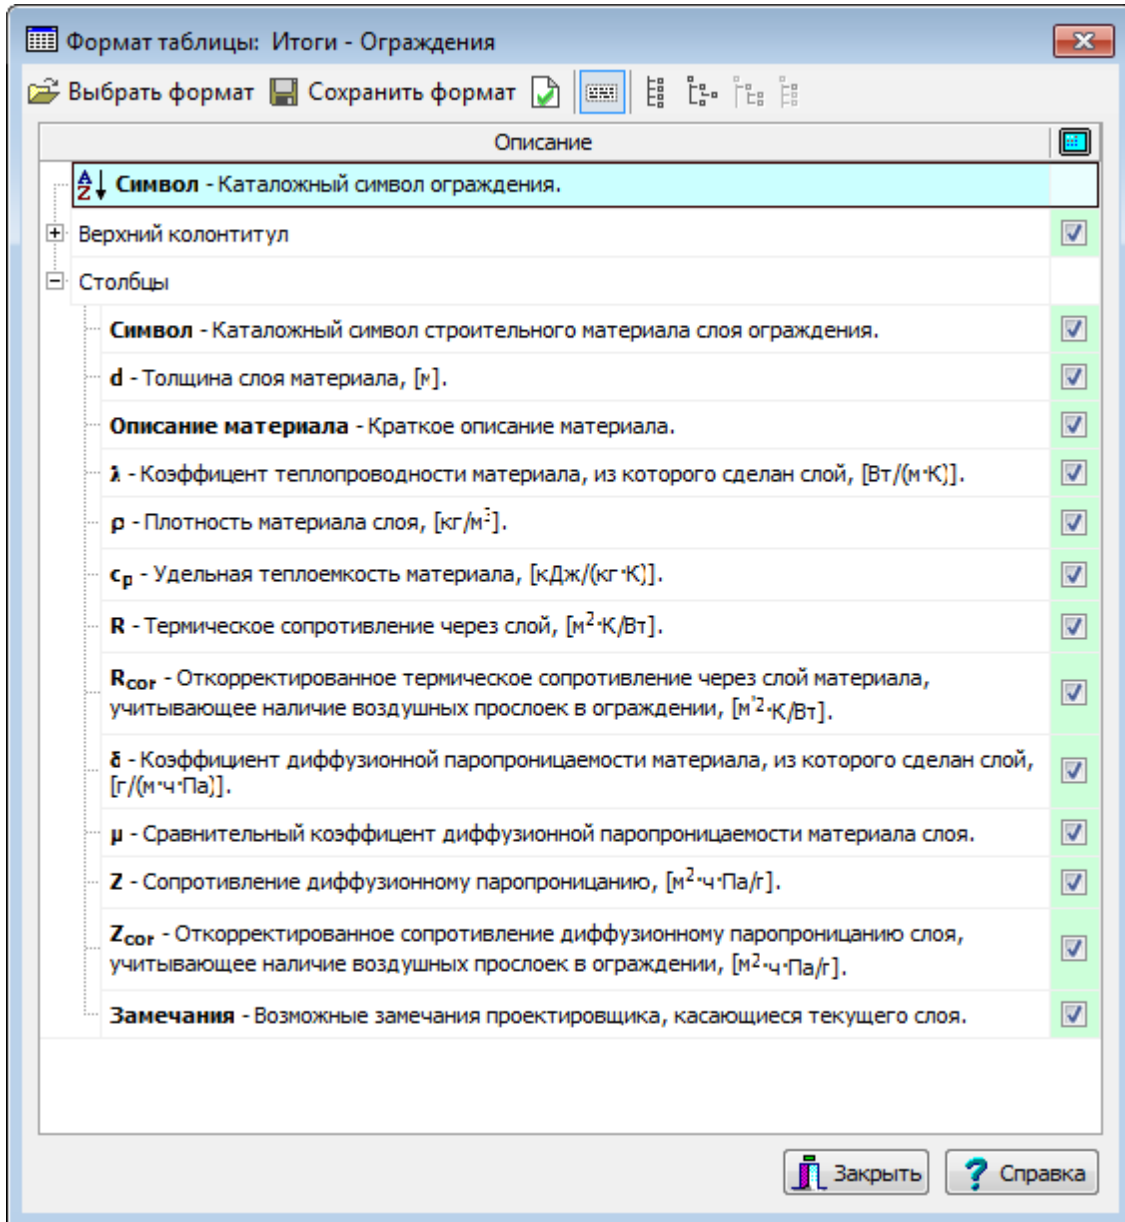 Формат таблицы: Итоги - Ограждения
Выбрать формат Сохранить формат
Описание
Символ - Каталожный символ ограждения.
Верхний колонтитул
Столбцы
Символ - Каталожный символ строительного материала слоя ограждения.
d - Толщина слоя материала, [м].
Описание материала - Краткое описание материала.
λ - Коэффицент теплопроводности материала, из которого сделан слой, [Вт/(м·К)].
ρ - Плотность материала слоя, [кг/м³].
cp - Удельная теплоемкость материала, [кДж/(кг·К)].
R - Термическое сопротивление через слой, [м²·К/Вт].
Rcor - Откорректированное термическое сопротивление через слой материала,
учитывающее наличие воздушных прослоек в ограждении, [м²·К/Вт].
δ - Коэффициент диффузионной паропроницаемости материала, из которого сделан слой,
[г/(м·ч·Па)].
μ - Сравнительный коэффицент диффузионной паропроницаемости материала слоя.
Z - Сопротивление диффузионному паропроницанию, [м²·ч·Па/г].
Zcor - Откорректированное сопротивление диффузионному паропроницанию слоя,
учитывающее наличие воздушных прослоек в ограждении, [м²·ч·Па/г].
Замечания - Возможные замечания проектировщика, касающиеся текущего слоя.
Закрыть Справка